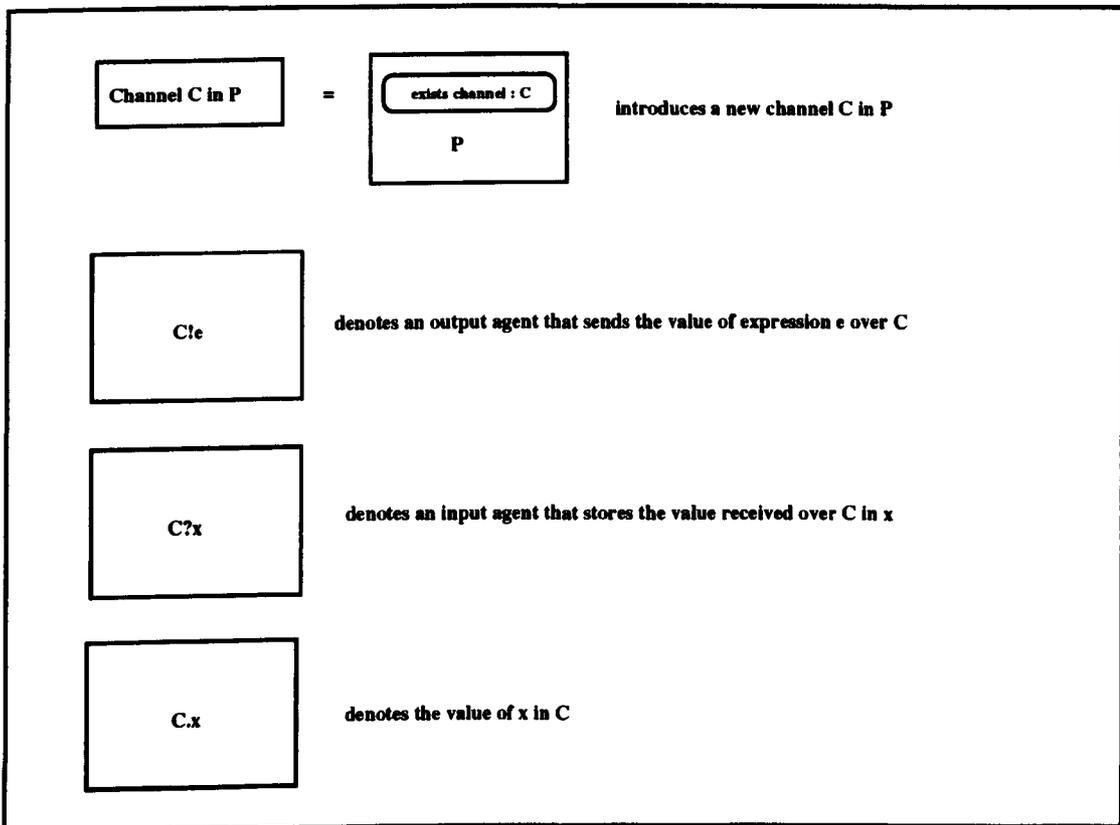 Channel C in P = exists channel : C introduces a new channel C in P
P
C!e denotes an output agent that sends the value of expression e over C
C?x denotes an input agent that stores the value received over C in x
C.x denotes the value of x in C